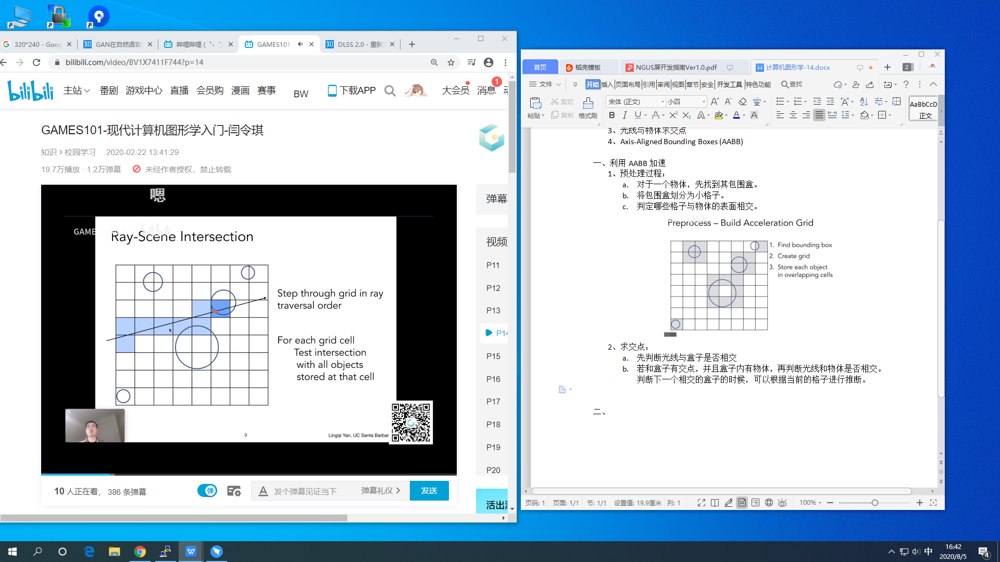 320*240 - Goog
GAN在自然语言
哔哩哔哩 (゜-゜)
GAMES101-
DLSS 2.0 - 重新
bilibili.com/video/BV1X7411F744?p=14
bilibili
主站
番剧
游戏中心
直播
会员购
漫画
赛事
BW
下载APP
大会员
消息
1
GAMES101-现代计算机图形学入门-闫令琪
知识 > 校园学习 2020-02-22 13:41:29
19.7万播放 · 1.2万弹幕 未经作者授权，禁止转载
嗯
GAME
bilibili
Ray-Scene Intersection
Step through grid in ray
traversal order
For each grid cell
Test intersection
with all objects
stored at that cell
9
Lingqi Yan, UC Santa Barbar
10 人正在看， 386 条弹幕
弹
发个弹幕见证当下
弹幕礼仪 >
发送
弹幕
视频
P11
P12
P13
P14
P15
P16
P17
P18
P19
P20
活出
首页
稻壳模板
NGUS屏开发指南Ver1.0.pdf
计算机图形学-14.docx
2
文件
开始 插入 页面布局 引用 审阅 视图 章节 安全 开发工具 特色功能 查找
粘贴
剪切
复制
格式刷
宋体 (正文)
小四
AaBbCcD
正文
3、光线与物体求交点
4、Axis-Aligned Bounding Boxes (AABB)
一、利用 AABB 加速
1、预处理过程：
a. 对于一个物体，先找到其包围盒。
b. 将包围盒划分为小格子。
c. 判定哪些格子与物体的表面相交。
Preprocess – Build Acceleration Grid
1. Find bounding box
2. Create grid
3. Store each object
in overlapping cells
2、求交点：
a. 先判断光线与盒子是否相交
b. 若和盒子有交点，并且盒子内有物体，再判断光线和物体是否相交。
判断下一个相交的盒子的时候，可以根据当前的格子进行推断。
二、
页码: 1 页面: 1/1 节: 1/1 设置值: 19.9厘米 列: 1
100%
中
16:42
2020/8/5
4